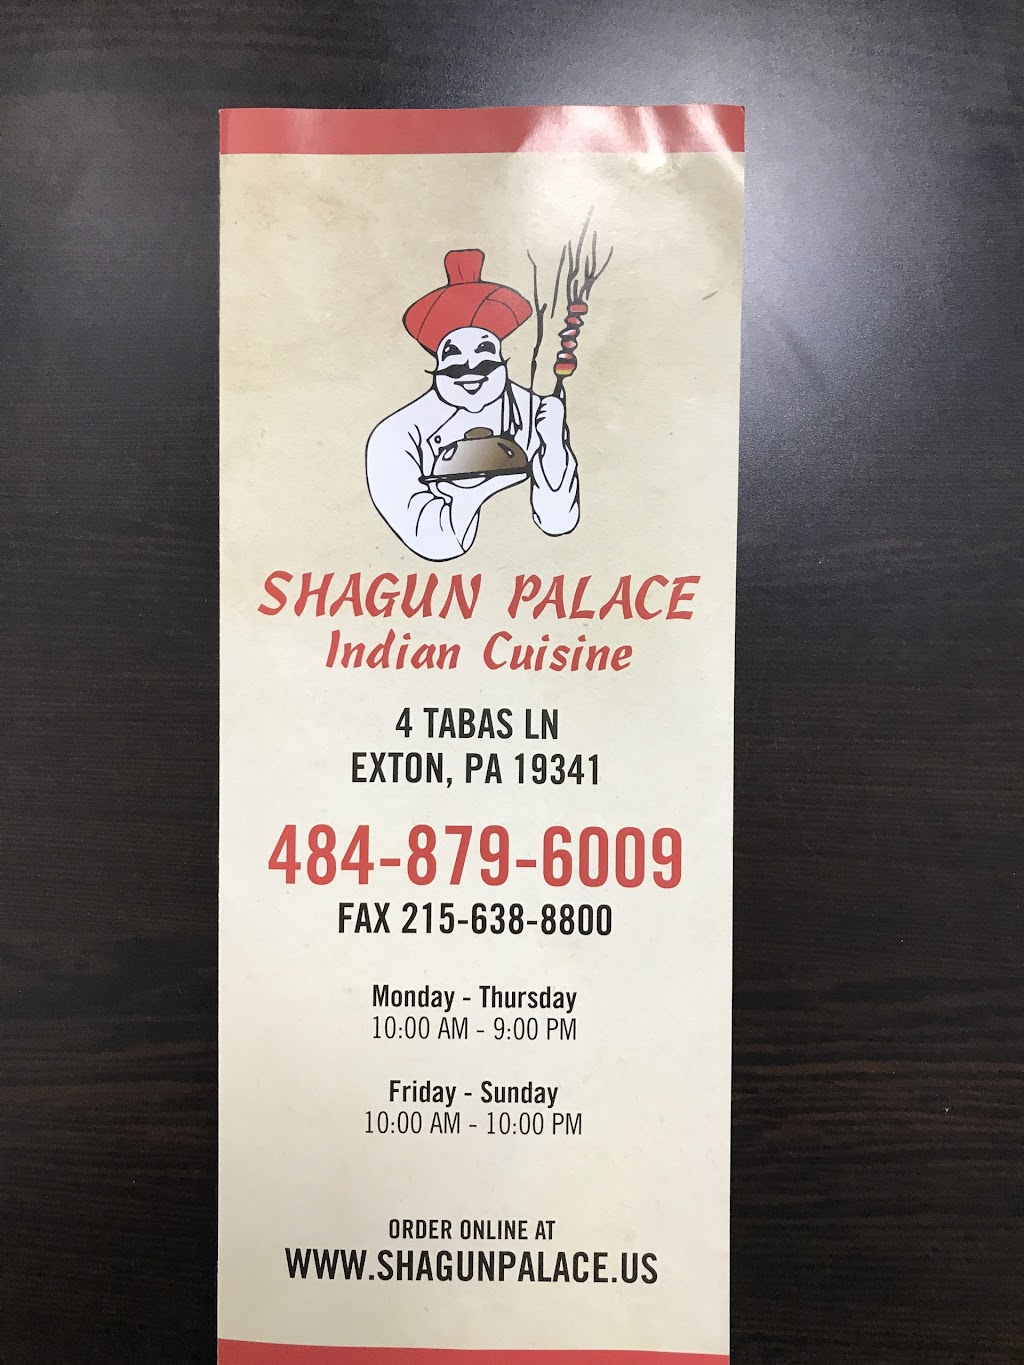 SHAGUN PALACE
Indian Cuisine
4 TABAS LN
EXTON, PA 19341
484-879-6009
FAX 215-638-8800
Monday - Thursday
10:00 AM - 9:00 PM
Friday - Sunday
10:00 AM - 10:00 PM
ORDER ONLINE AT
WWW.SHAGUNPALACE.US